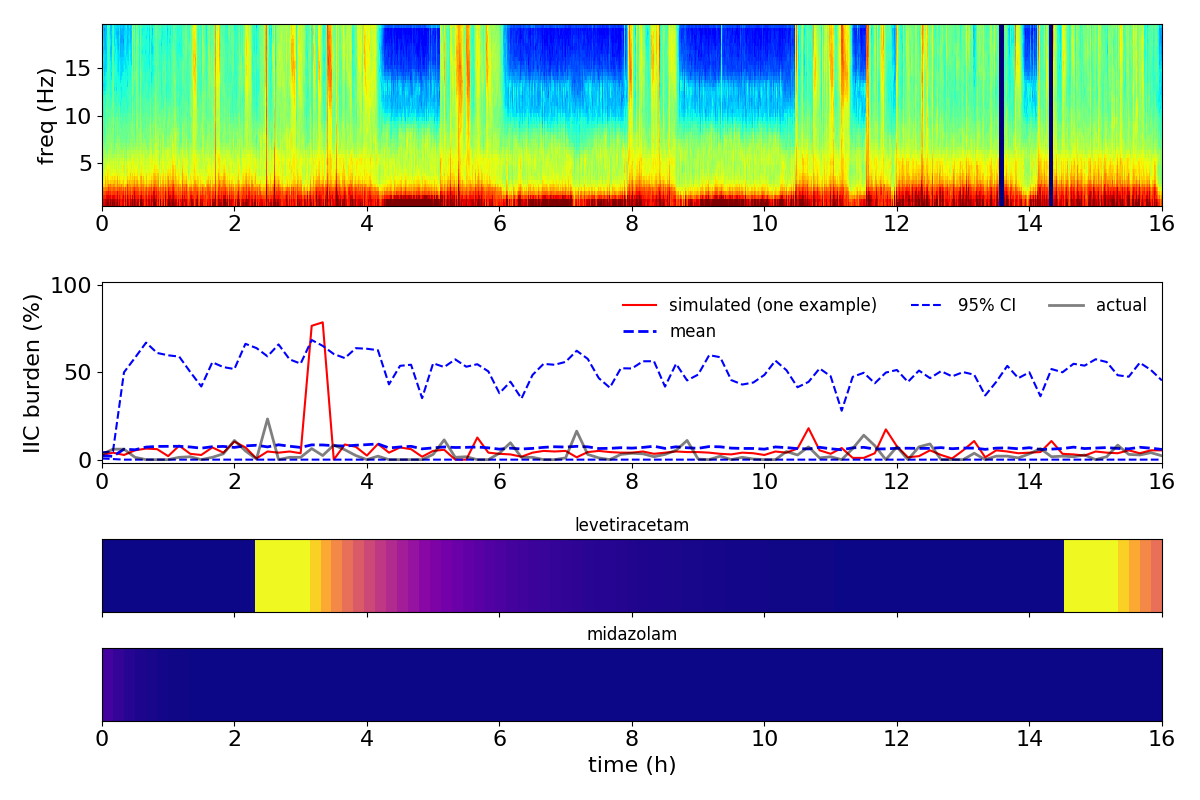 freq (Hz)
15
10
5
0 2 4 6 8 10 12 14 16
IIC burden (%)
100
50
0
simulated (one example) 95% CI actual
mean
0 2 4 6 8 10 12 14 16
levetiracetam
midazolam
0 2 4 6 8 10 12 14 16
time (h)